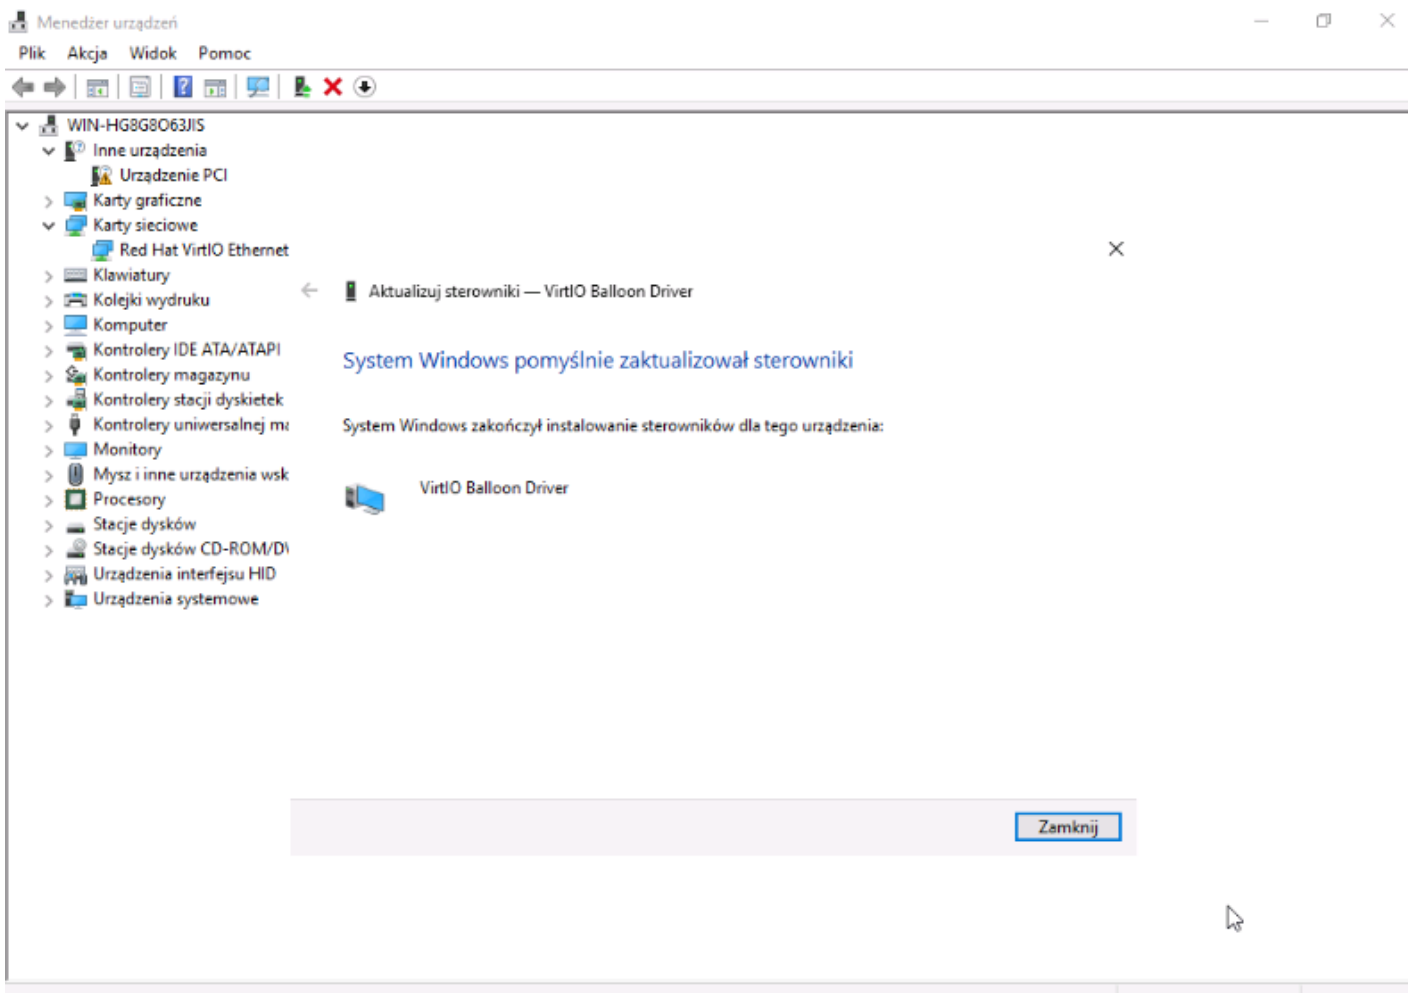 Menedżer urządzeń
Plik Akcja Widok Pomoc
WIN-HG8G8O63JIS
Inne urządzenia
Urządzenie PCI
Karty graficzne
Karty sieciowe
Red Hat VirtIO Ethernet
Klawiatury
Kolejki wydruku
Komputer
Kontrolery IDE ATA/ATAPI
Kontrolery magazynu
Kontrolery stacji dyskietek
Kontrolery uniwersalnej ma
Monitory
Mysz i inne urządzenia wsk
Procesory
Stacje dysków
Stacje dysków CD-ROM/D\
Urządzenia interfejsu HID
Urządzenia systemowe
Aktualizuj sterowniki — VirtIO Balloon Driver
System Windows pomyślnie zaktualizował sterowniki
System Windows zakończył instalowanie sterowników dla tego urządzenia:
VirtIO Balloon Driver
Zamknij